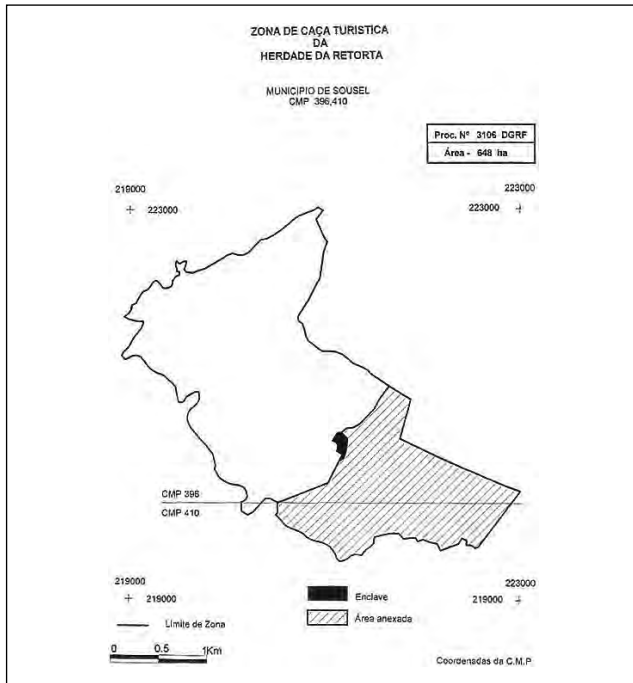 ZONA DE CAÇA TURISTICA
DA
HERDADE DA RETORTA
MUNICIPIO DE SOUSEL
CMP 396,410
Proc. Nº 3106 DGRF
Área - 648 ha
219000
223000
223000
223000
CMP 396
CMP 410
219000
219000
223000
219000
Enclave
Área anexada
Limite de Zona
0 0.5 1Km
Coordenadas da C.M.P